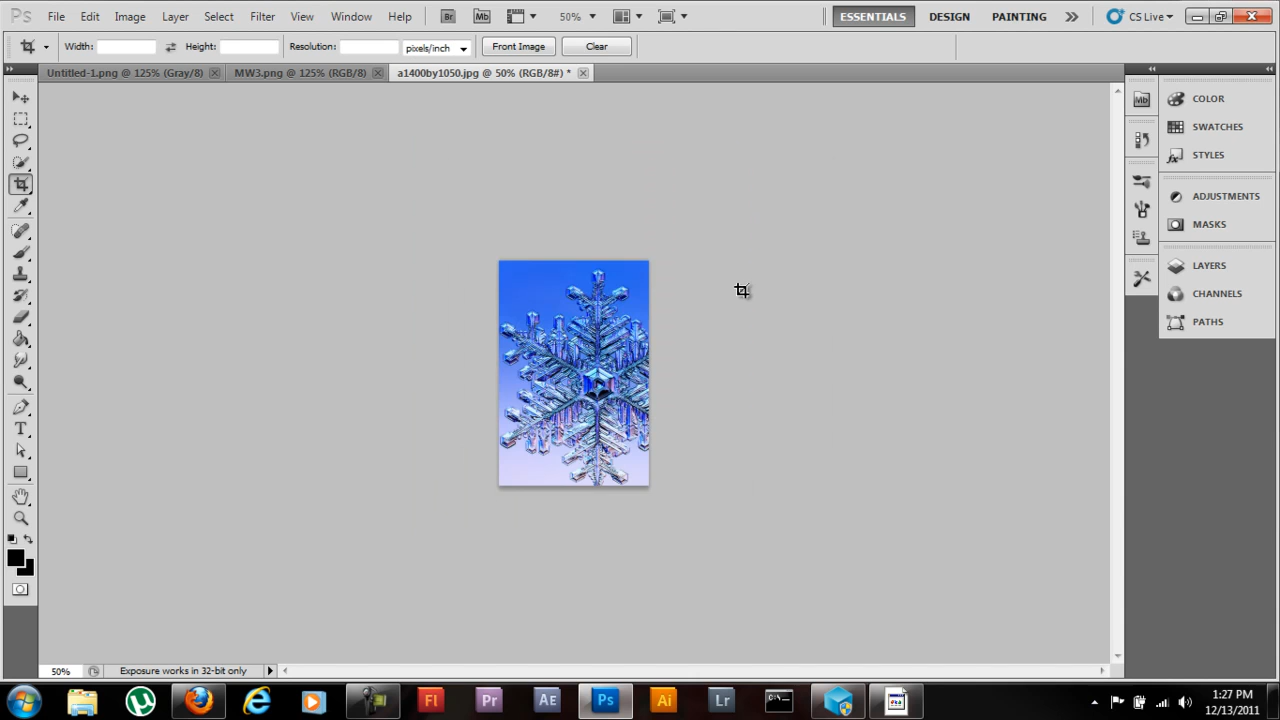 Ps File Edit Image Layer Select Filter View Window Help Br Mb 50% ESSENTIALS DESIGN PAINTING CS Live
Width: Height: Resolution: pixels/inch Front Image Clear
Untitled-1.png @ 125% (Gray/8) MW3.png @ 125% (RGB/8) a1400by1050.jpg @ 50% (RGB/8#) *
Mb COLOR
SWATCHES
STYLES
ADJUSTMENTS
MASKS
LAYERS
CHANNELS
PATHS
T
50% Exposure works in 32-bit only
Fl Pr AE Ps Ai Lr
1:27 PM
12/13/2011